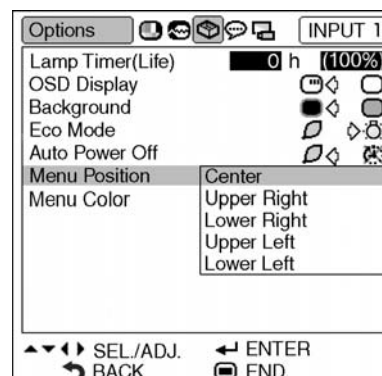 Options INPUT 1
Lamp Timer(Life) 0 h (100%)
OSD Display
Background
Eco Mode
Auto Power Off
Menu Position Center
Menu Color Upper Right
Lower Right
Upper Left
Lower Left
SEL./ADJ. ENTER
BACK END